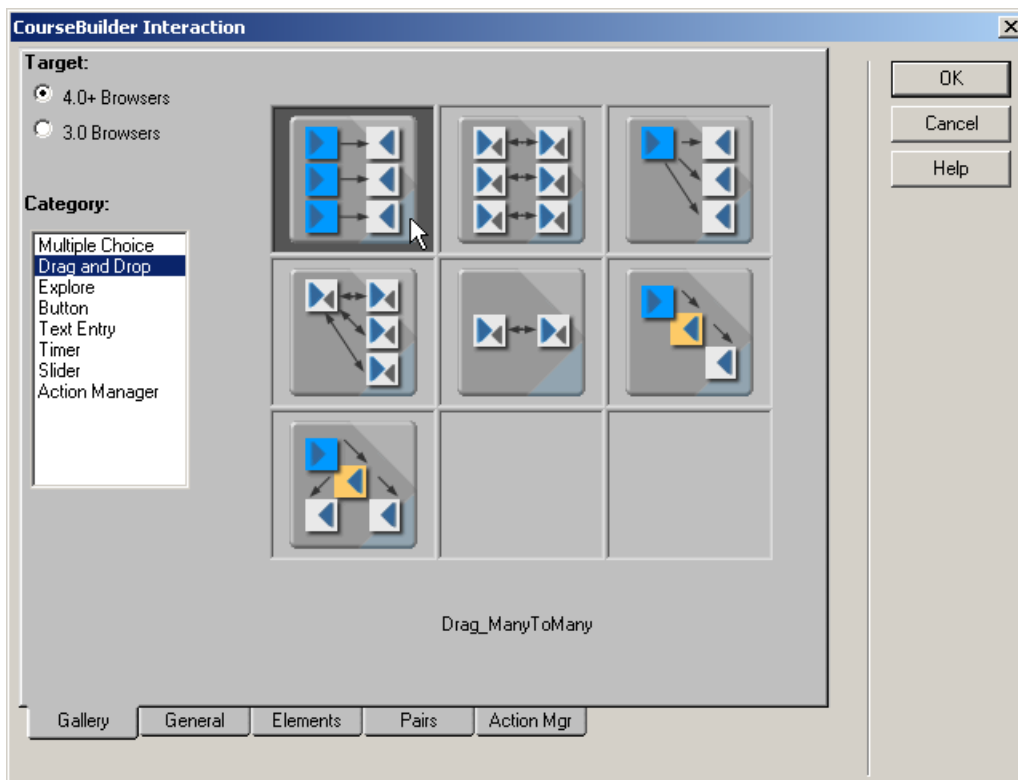 CourseBuilder Interaction
Target:
4.0+ Browsers
3.0 Browsers
Category:
Multiple Choice
Drag and Drop
Explore
Button
Text Entry
Timer
Slider
Action Manager
Drag_ManyToMany
Gallery
General
Elements
Pairs
Action Mgr
OK
Cancel
Help